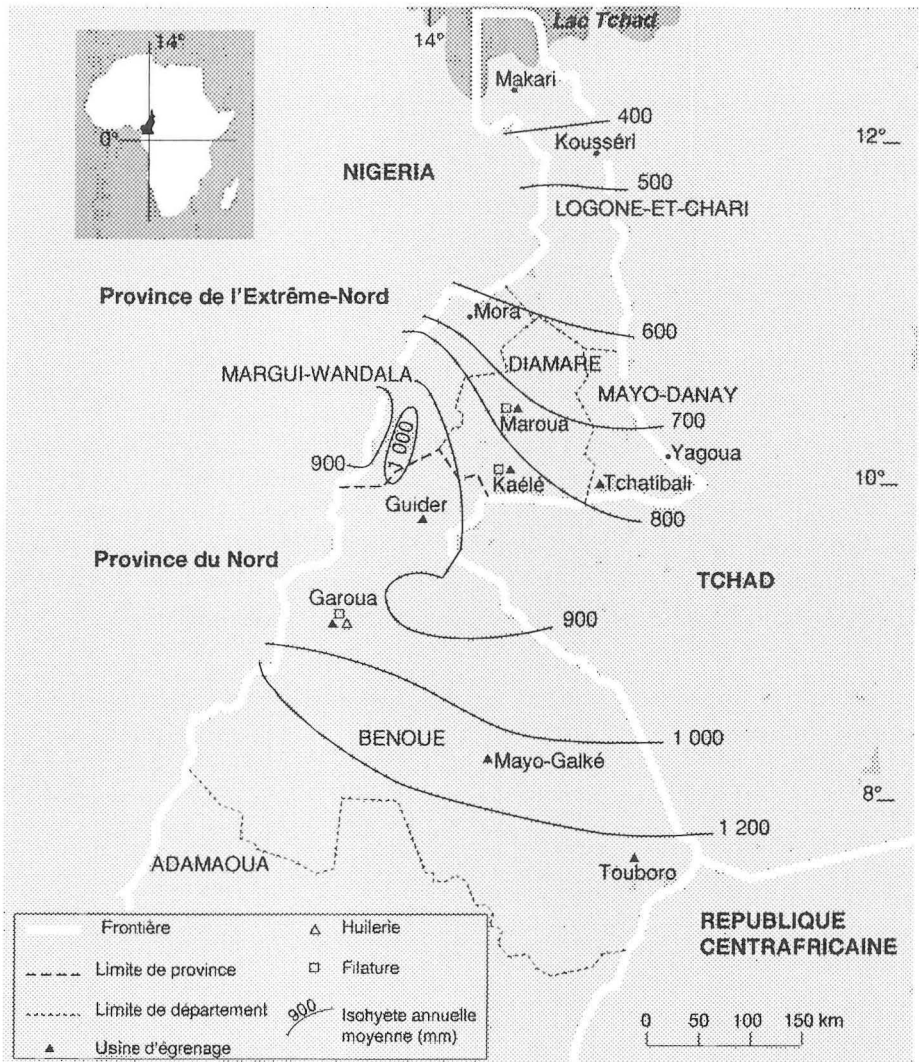 14°
0°
14°
Lac Tchad
Makari
400
12°
Kousséri
NIGERIA
500
LOGONE-ET-CHARI
Province de l'Extrême-Nord
Mora
600
DIAMARE
MARGUI-WANDALA
MAYO-DANAY
Maroua
700
1 000
900
Yagoua
10°
Kaélé
Tchatibali
Guider
800
Province du Nord
TCHAD
Garoua
900
BENOUE
1 000
Mayo-Galké
8°
1 200
ADAMAOUA
Touboro
REPUBLIQUE
CENTRAFRICAINE
Frontière
Huilerie
Limite de province
Filature
Limite de département
900
Isohyète annuelle
moyenne (mm)
Usine d'égrenage
0 50 100 150 km